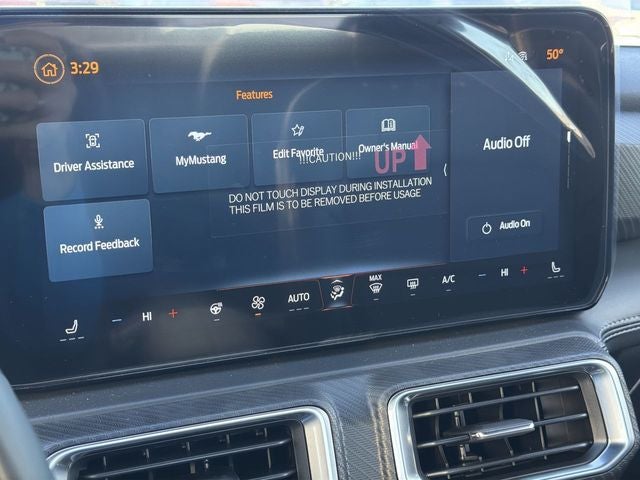 3:29
50°
Features
Driver Assistance
MyMustang
Edit Favorite
Owner's Manual
Audio Off
!!!CAUTION!!!
UP
DO NOT TOUCH DISPLAY DURING INSTALLATION
THIS FILM IS TO BE REMOVED BEFORE USAGE
Record Feedback
Audio On
- HI + AUTO MAX A/C - HI +